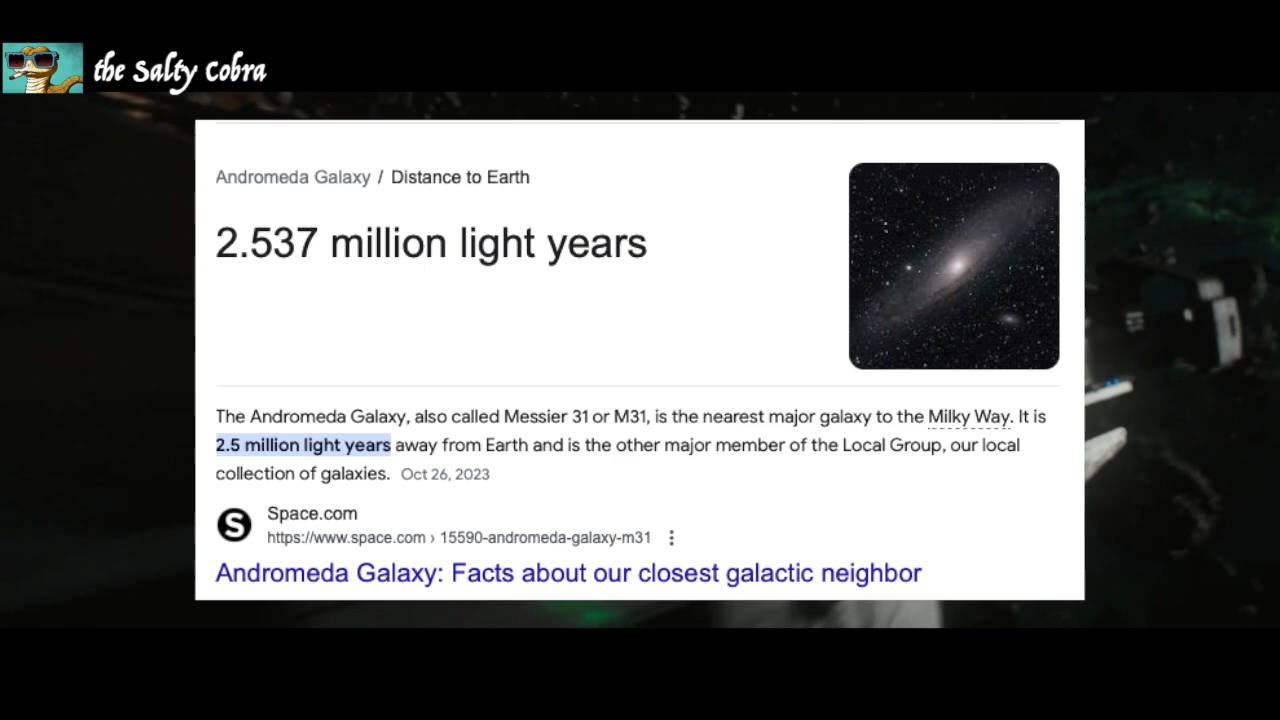 the Salty Cobra
Andromeda Galaxy / Distance to Earth
2.537 million light years
The Andromeda Galaxy, also called Messier 31 or M31, is the nearest major galaxy to the Milky Way. It is
2.5 million light years away from Earth and is the other major member of the Local Group, our local
collection of galaxies. Oct 26, 2023
S
Space.com
https://www.space.com › 15590-andromeda-galaxy-m31
Andromeda Galaxy: Facts about our closest galactic neighbor